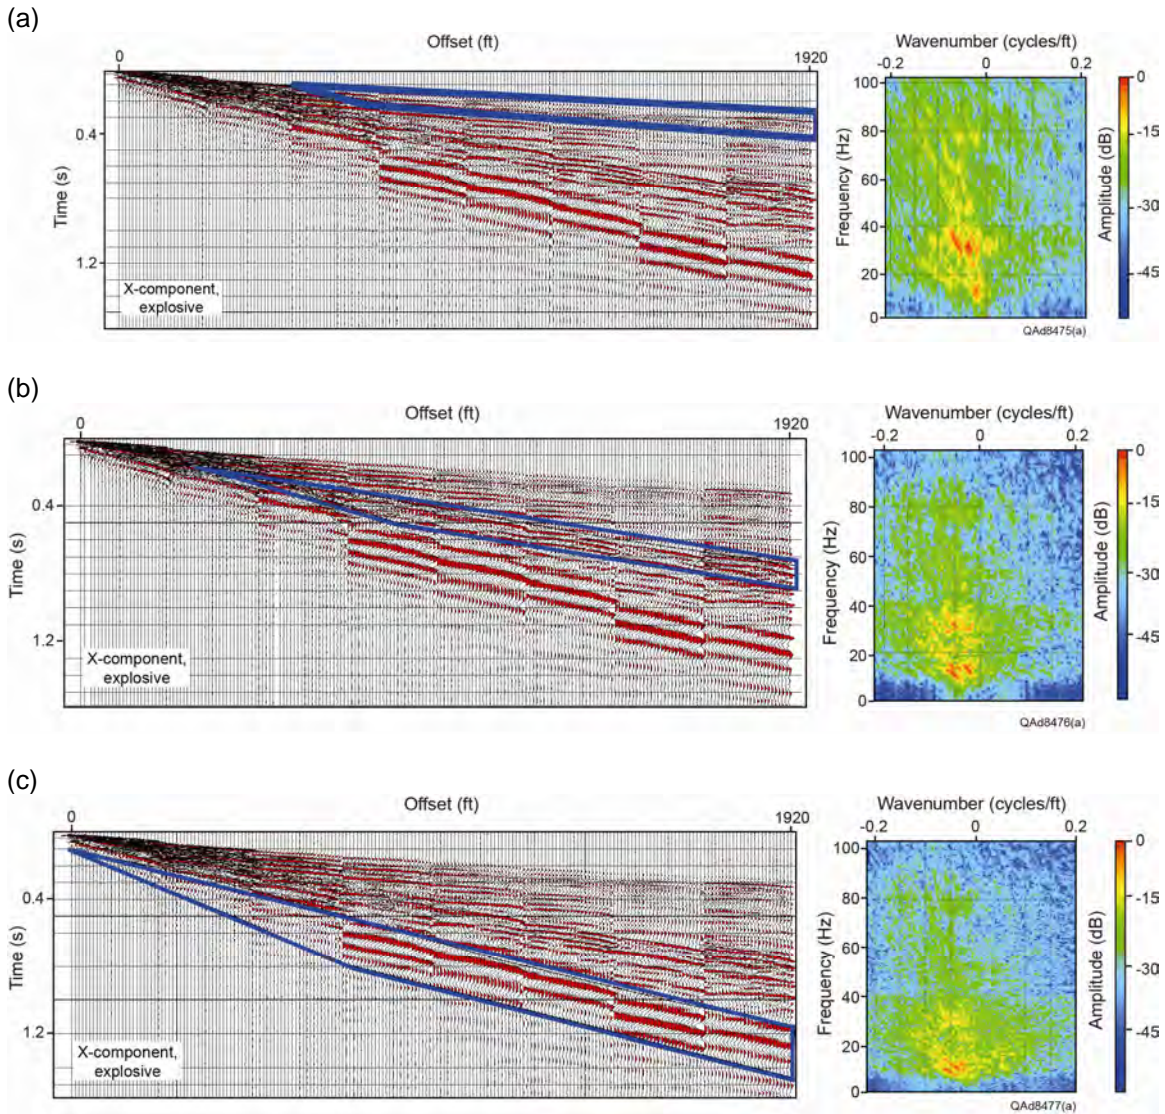 (a)
Offset (ft)
0 1920
0.4
1.2
Time (s)
X-component,
explosive
Wavenumber (cycles/ft)
-0.2 0 0.2
100
80
60
40
20
0
Frequency (Hz)
0
-15
-30
-45
Amplitude (dB)
QAd8475(a)
(b)
Offset (ft)
0 1920
0.4
1.2
Time (s)
X-component,
explosive
Wavenumber (cycles/ft)
-0.2 0 0.2
100
80
60
40
20
0
Frequency (Hz)
0
-15
-30
-45
Amplitude (dB)
QAd8476(a)
(c)
Offset (ft)
0 1920
0.4
1.2
Time (s)
X-component,
explosive
Wavenumber (cycles/ft)
-0.2 0 0.2
100
80
60
40
20
0
Frequency (Hz)
0
-15
-30
-45
Amplitude (dB)
QAd8477(a)